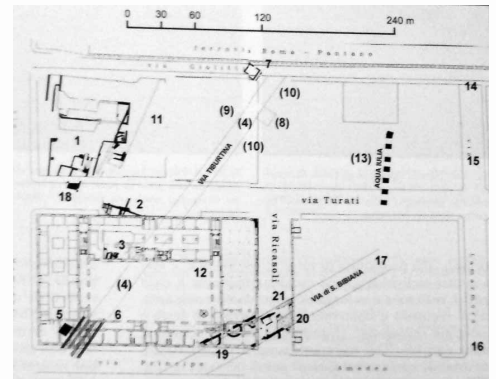 0 30 60 120 240 m
ferrovia Roma - Pantano
via Giolitti
7
14
(10)
(9)
(4)
(8)
11
1
(10)
(13)
15
VIA TIBURTINA
AQUA IULIA
18
2
via Turati
3
via Ricasoli
12
17
(4)
VIA di S. BIBIANA
21
5
6
20
19
16
via Principe
Amedeo